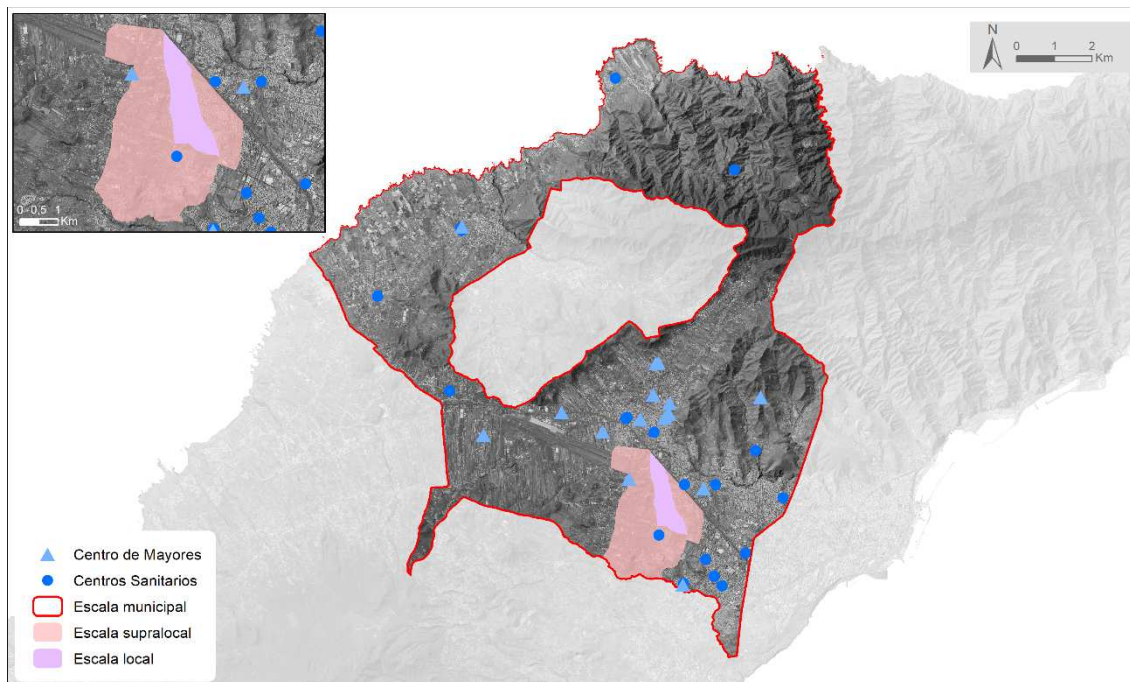 N
0 1 2
Km
0 0,5 1
Km
Centro de Mayores
Centros Sanitarios
Escala municipal
Escala supralocal
Escala local